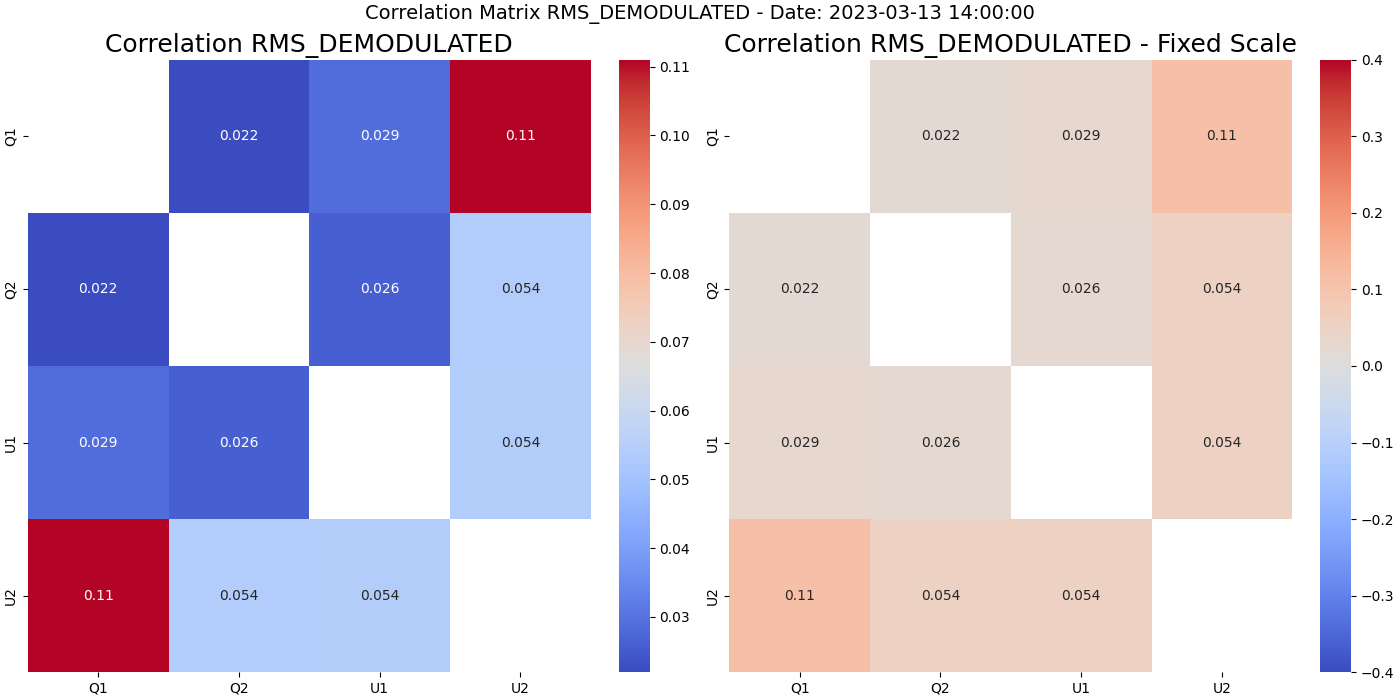 Correlation Matrix RMS_DEMODULATED - Date: 2023-03-13 14:00:00
Correlation RMS_DEMODULATED
Q1
0.022
0.029
0.11
Q2
0.022
0.026
0.054
U1
0.029
0.026
0.054
U2
0.11
0.054
0.054
Q1
Q2
U1
U2
0.11
0.10
0.09
0.08
0.07
0.06
0.05
0.04
0.03
Correlation RMS_DEMODULATED - Fixed Scale
Q1
0.022
0.029
0.11
Q2
0.022
0.026
0.054
U1
0.029
0.026
0.054
U2
0.11
0.054
0.054
Q1
Q2
U1
U2
0.4
0.3
0.2
0.1
0.0
−0.1
−0.2
−0.3
−0.4